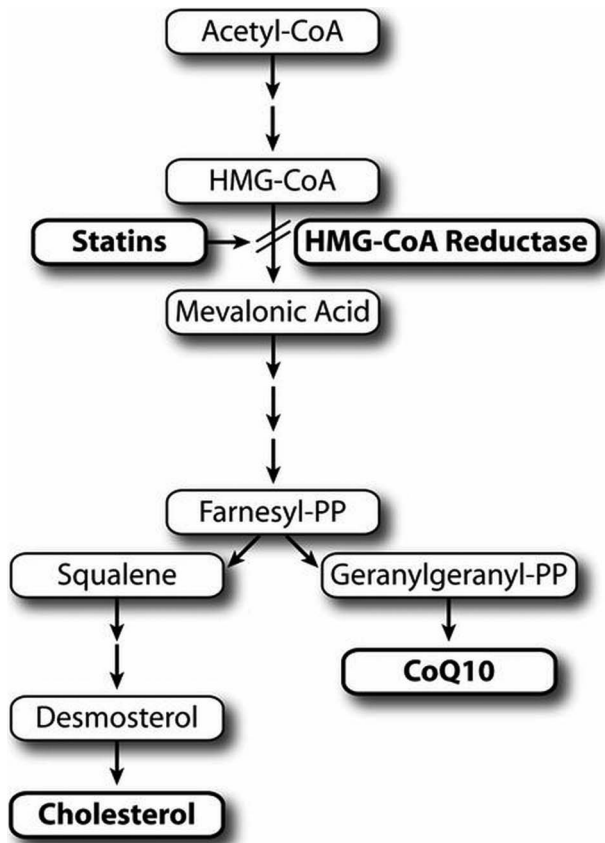 Acetyl-CoA
HMG-CoA
Statins
HMG-CoA Reductase
Mevalonic Acid
Farnesyl-PP
Squalene
Geranylgeranyl-PP
CoQ10
Desmosterol
Cholesterol